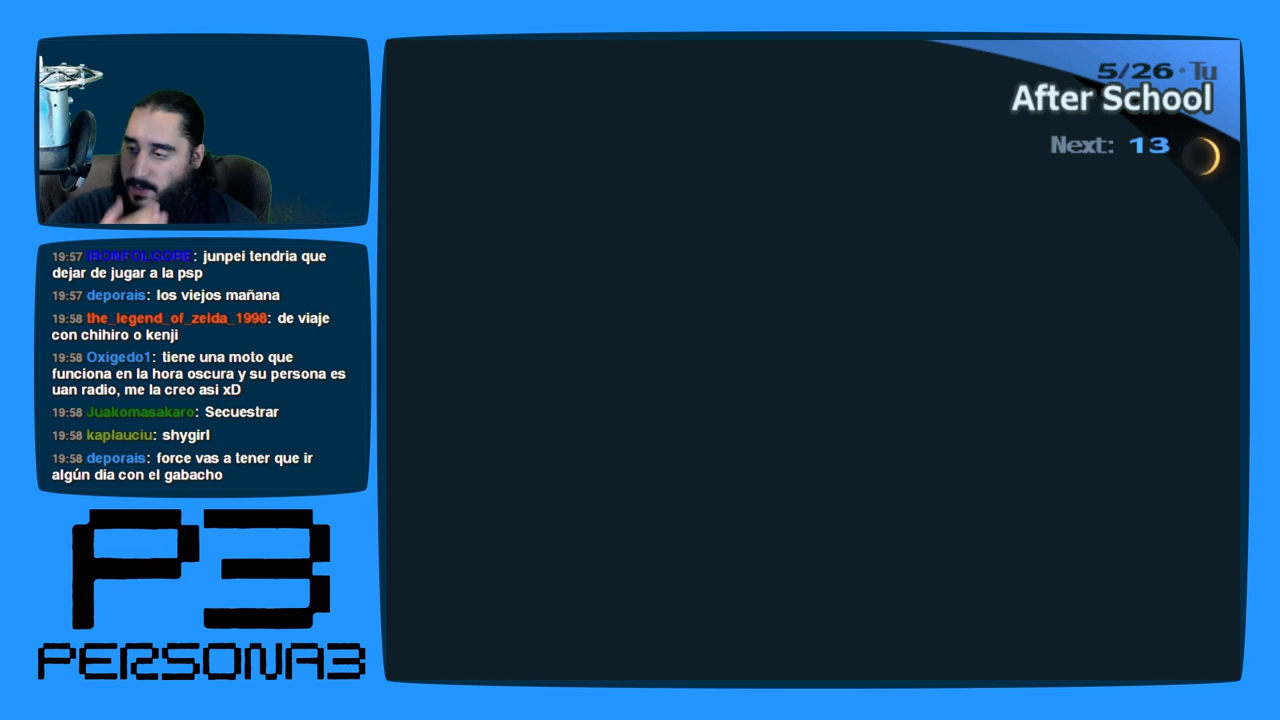 5/26 · Tu
After School
Next: 13
19:57 IRONFOLGORE: junpei tendria que
dejar de jugar a la psp
19:57 deporais: los viejos mañana
19:58 the_legend_of_zelda_1998: de viaje
con chihiro o kenji
19:58 Oxigedo1: tiene una moto que
funciona en la hora oscura y su persona es
uan radio, me la creo asi xD
19:58 Juakomasakaro: Secuestrar
19:58 kaplauciu: shygirl
19:58 deporais: force vas a tener que ir
algún dia con el gabacho
P3
PERSONA3